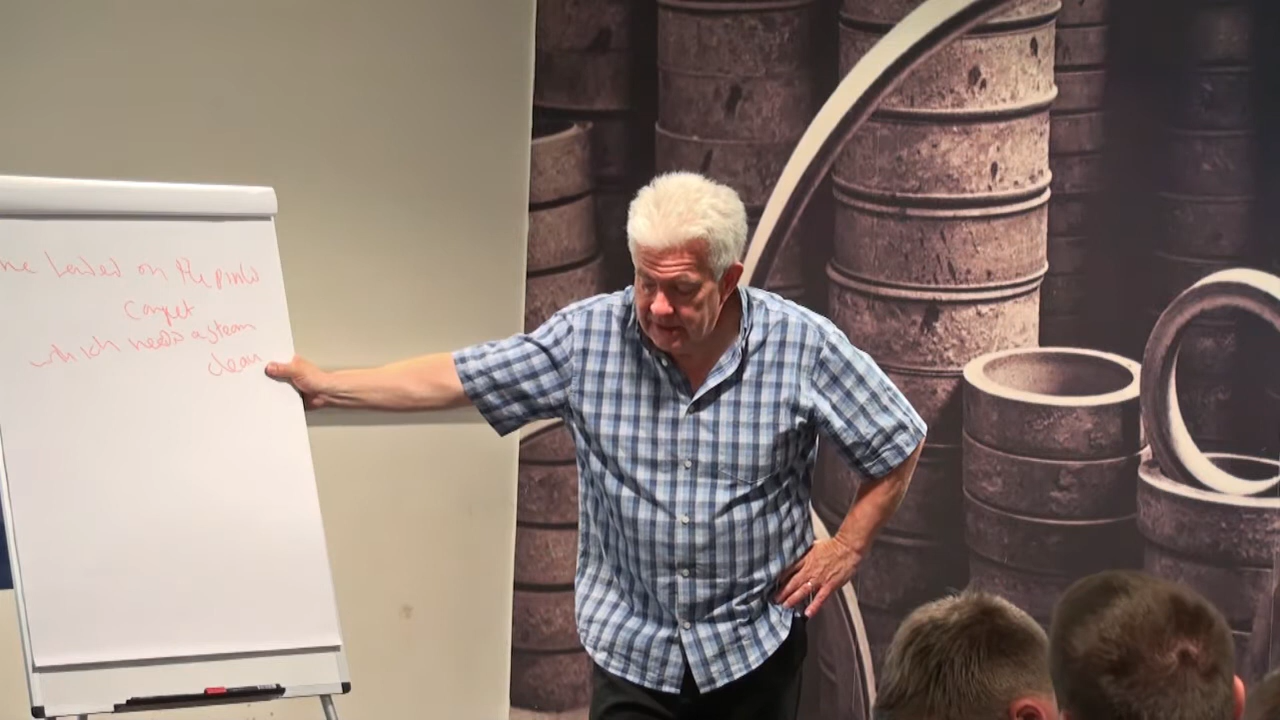 landed on the pink
carpet
which needs a steam
clean